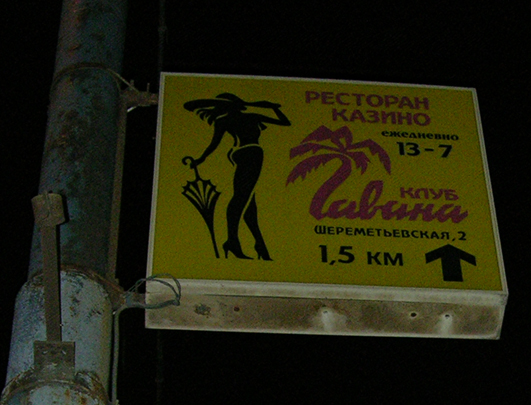 РЕСТОРАН
КАЗИНО
ежедневно
13-7
КЛУБ
Гавана
ШЕРЕМЕТЬЕВСКАЯ, 2
1,5 КМ